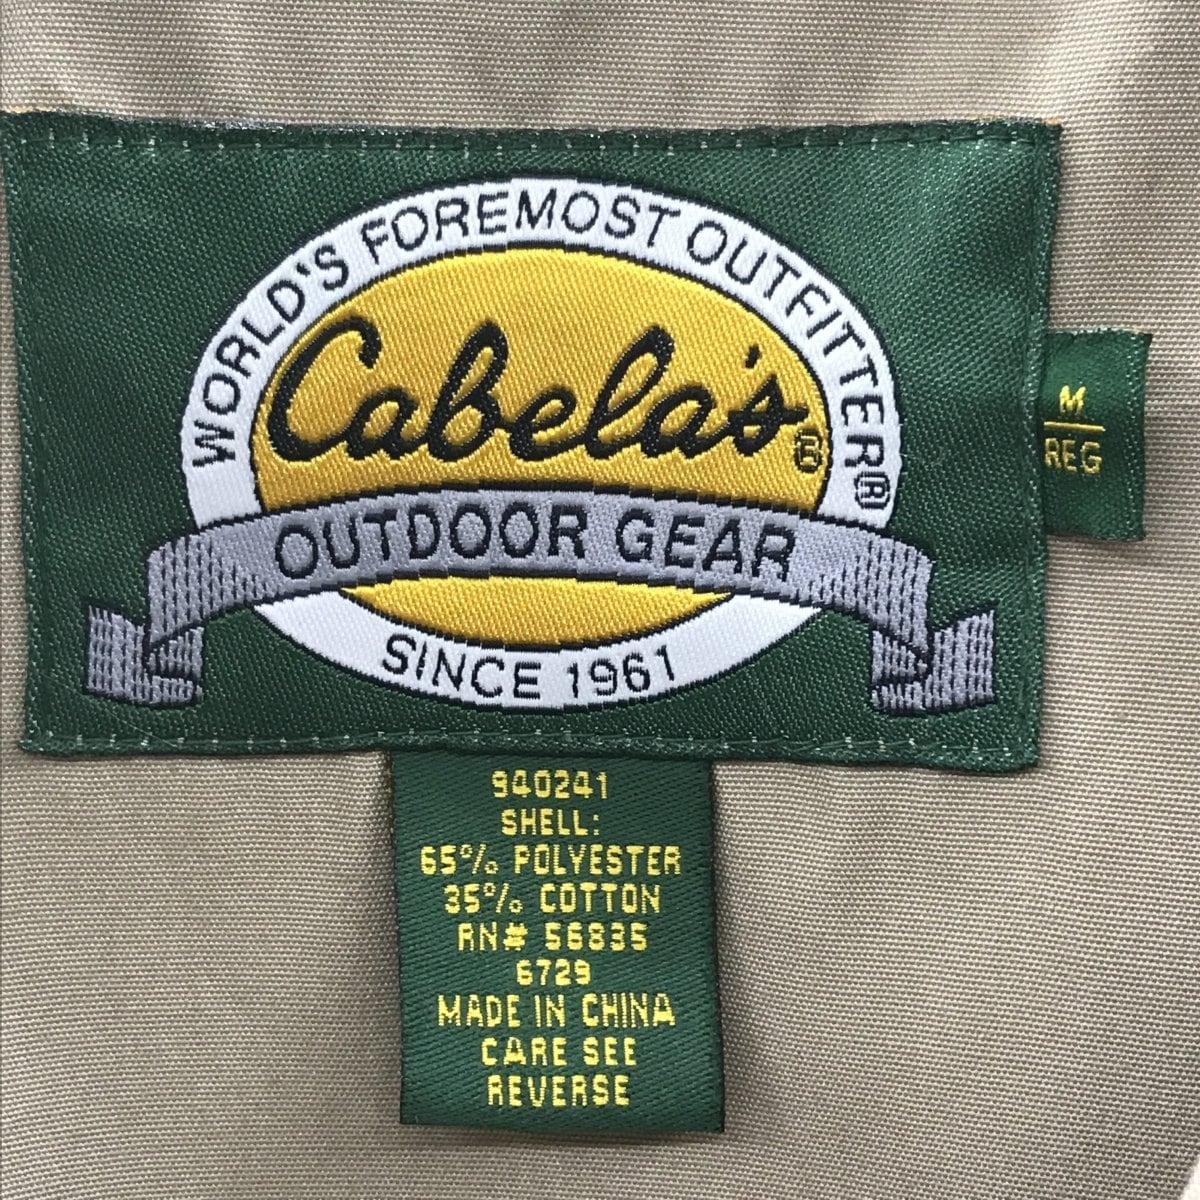 WORLD'S FOREMOST OUTFITTER®
Cabela's®
OUTDOOR GEAR
SINCE 1961
M
REG
940241
SHELL:
65% POLYESTER
35% COTTON
RN# 56835
6729
MADE IN CHINA
CARE SEE
REVERSE